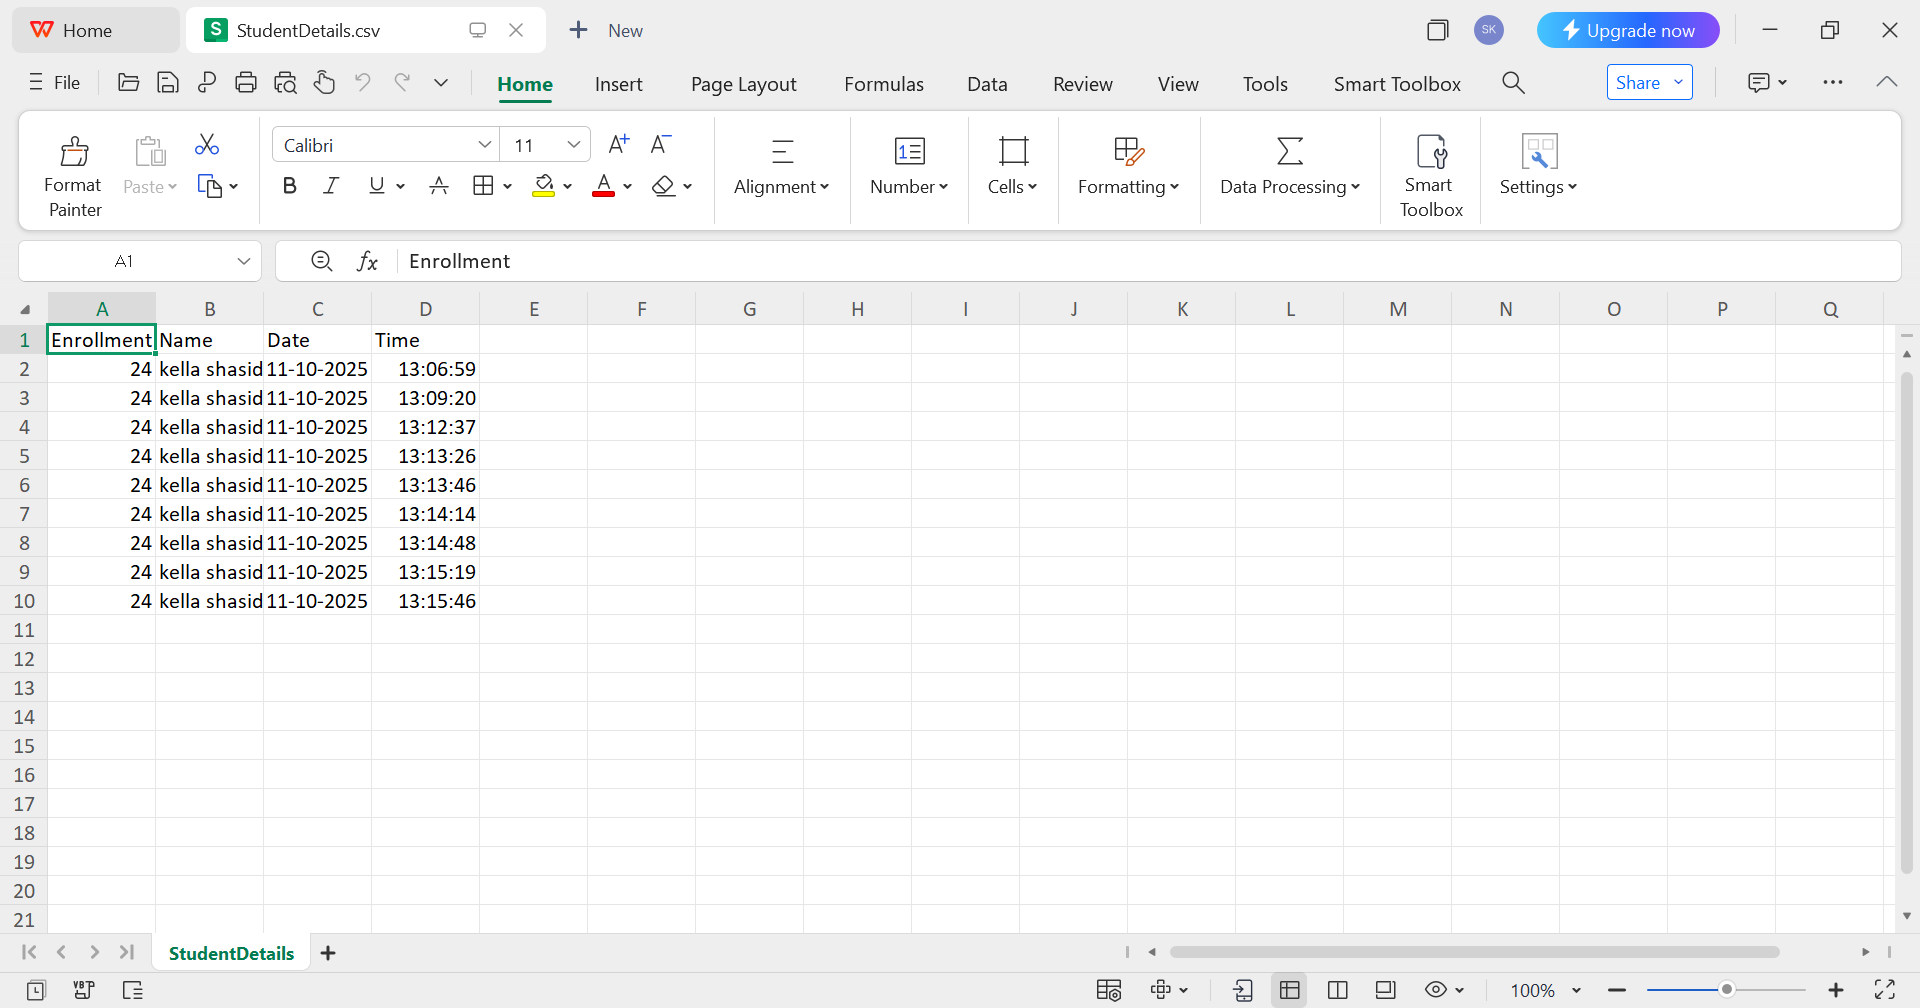 Home StudentDetails.csv New SK Upgrade now
File Home Insert Page Layout Formulas Data Review View Tools Smart Toolbox Share
Format Painter Paste Calibri 11 Alignment Number Cells Formatting Data Processing Smart Toolbox Settings
A1 fx Enrollment
A B C D E F G H I J K L M N O P Q
1 Enrollment Name Date Time
2 24 kella shasid 11-10-2025 13:06:59
3 24 kella shasid 11-10-2025 13:09:20
4 24 kella shasid 11-10-2025 13:12:37
5 24 kella shasid 11-10-2025 13:13:26
6 24 kella shasid 11-10-2025 13:13:46
7 24 kella shasid 11-10-2025 13:14:14
8 24 kella shasid 11-10-2025 13:14:48
9 24 kella shasid 11-10-2025 13:15:19
10 24 kella shasid 11-10-2025 13:15:46
11
12
13
14
15
16
17
18
19
20
21
StudentDetails
100%